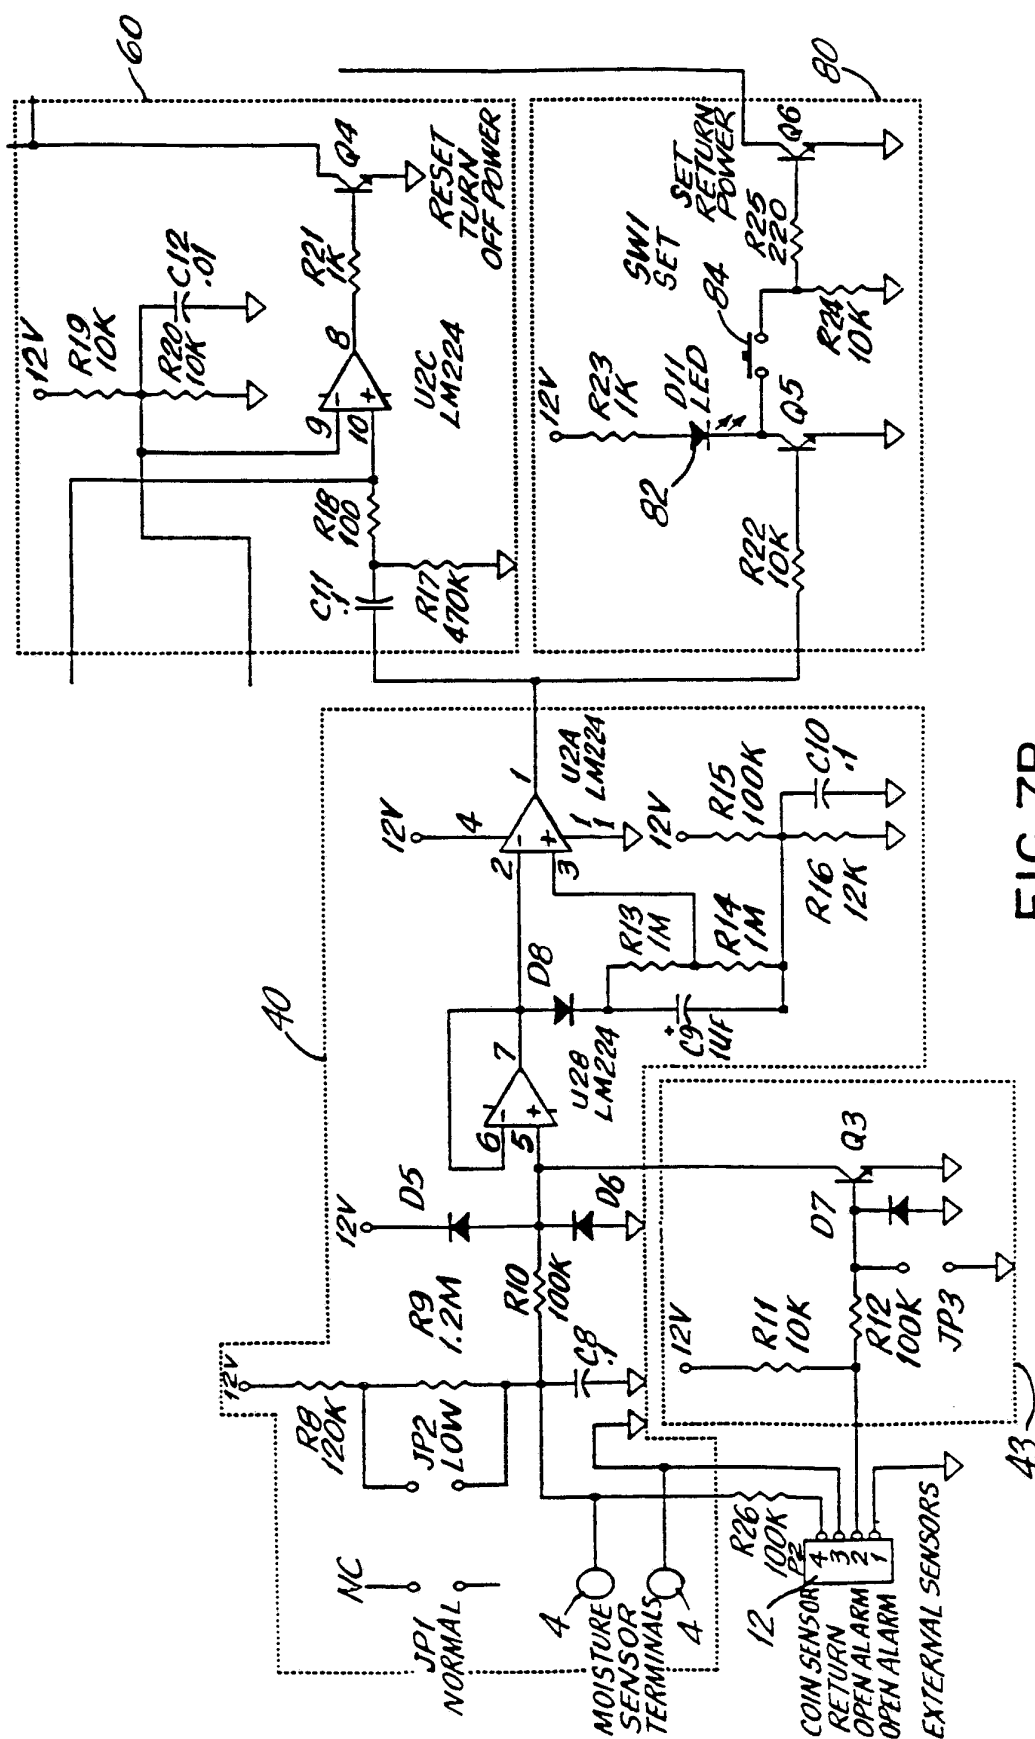 60
12V
R19
10K
R20
10K
C12
.01
9
10
8
U2C
LM224
R21
1K
Q4
RESET
TURN
OFF POWER
C11
.1
R18
100
R17
470K
80
12V
R23
1K
D11
LED
82
SW1
SET
84
SET
RETURN
POWER
R22
10K
Q5
R24
10K
R25
220
Q6
40
12V
R8
120K
R9
1.2M
JP2
LOW
NC
JP1
NORMAL
4
MOISTURE
SENSOR
TERMINALS
4
C8
.1
R10
100K
12V
D5
D6
6
5
7
U2B
LM224
D8
C9
+
1UF
R13
1M
R14
1M
2
3
12V
4
1
11
U2A
LM224
12V
R15
100K
R16
12K
C10
.1
R26
100K
P2
12
4
3
2
1
COIN SENSOR
RETURN
OPEN ALARM
OPEN ALARM
EXTERNAL SENSORS
12V
R11
10K
R12
100K
JP3
D7
Q3
43